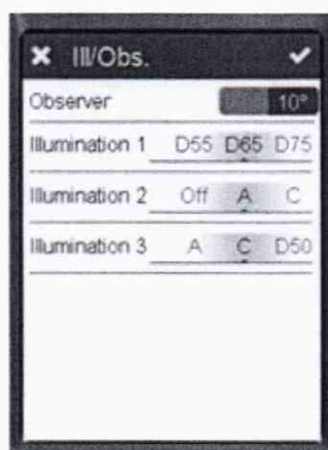 ✖ Ill/Obs. ✔
Observer 10°
Illumination 1 D55 D65 D75
Illumination 2 Off A C
Illumination 3 A C D50